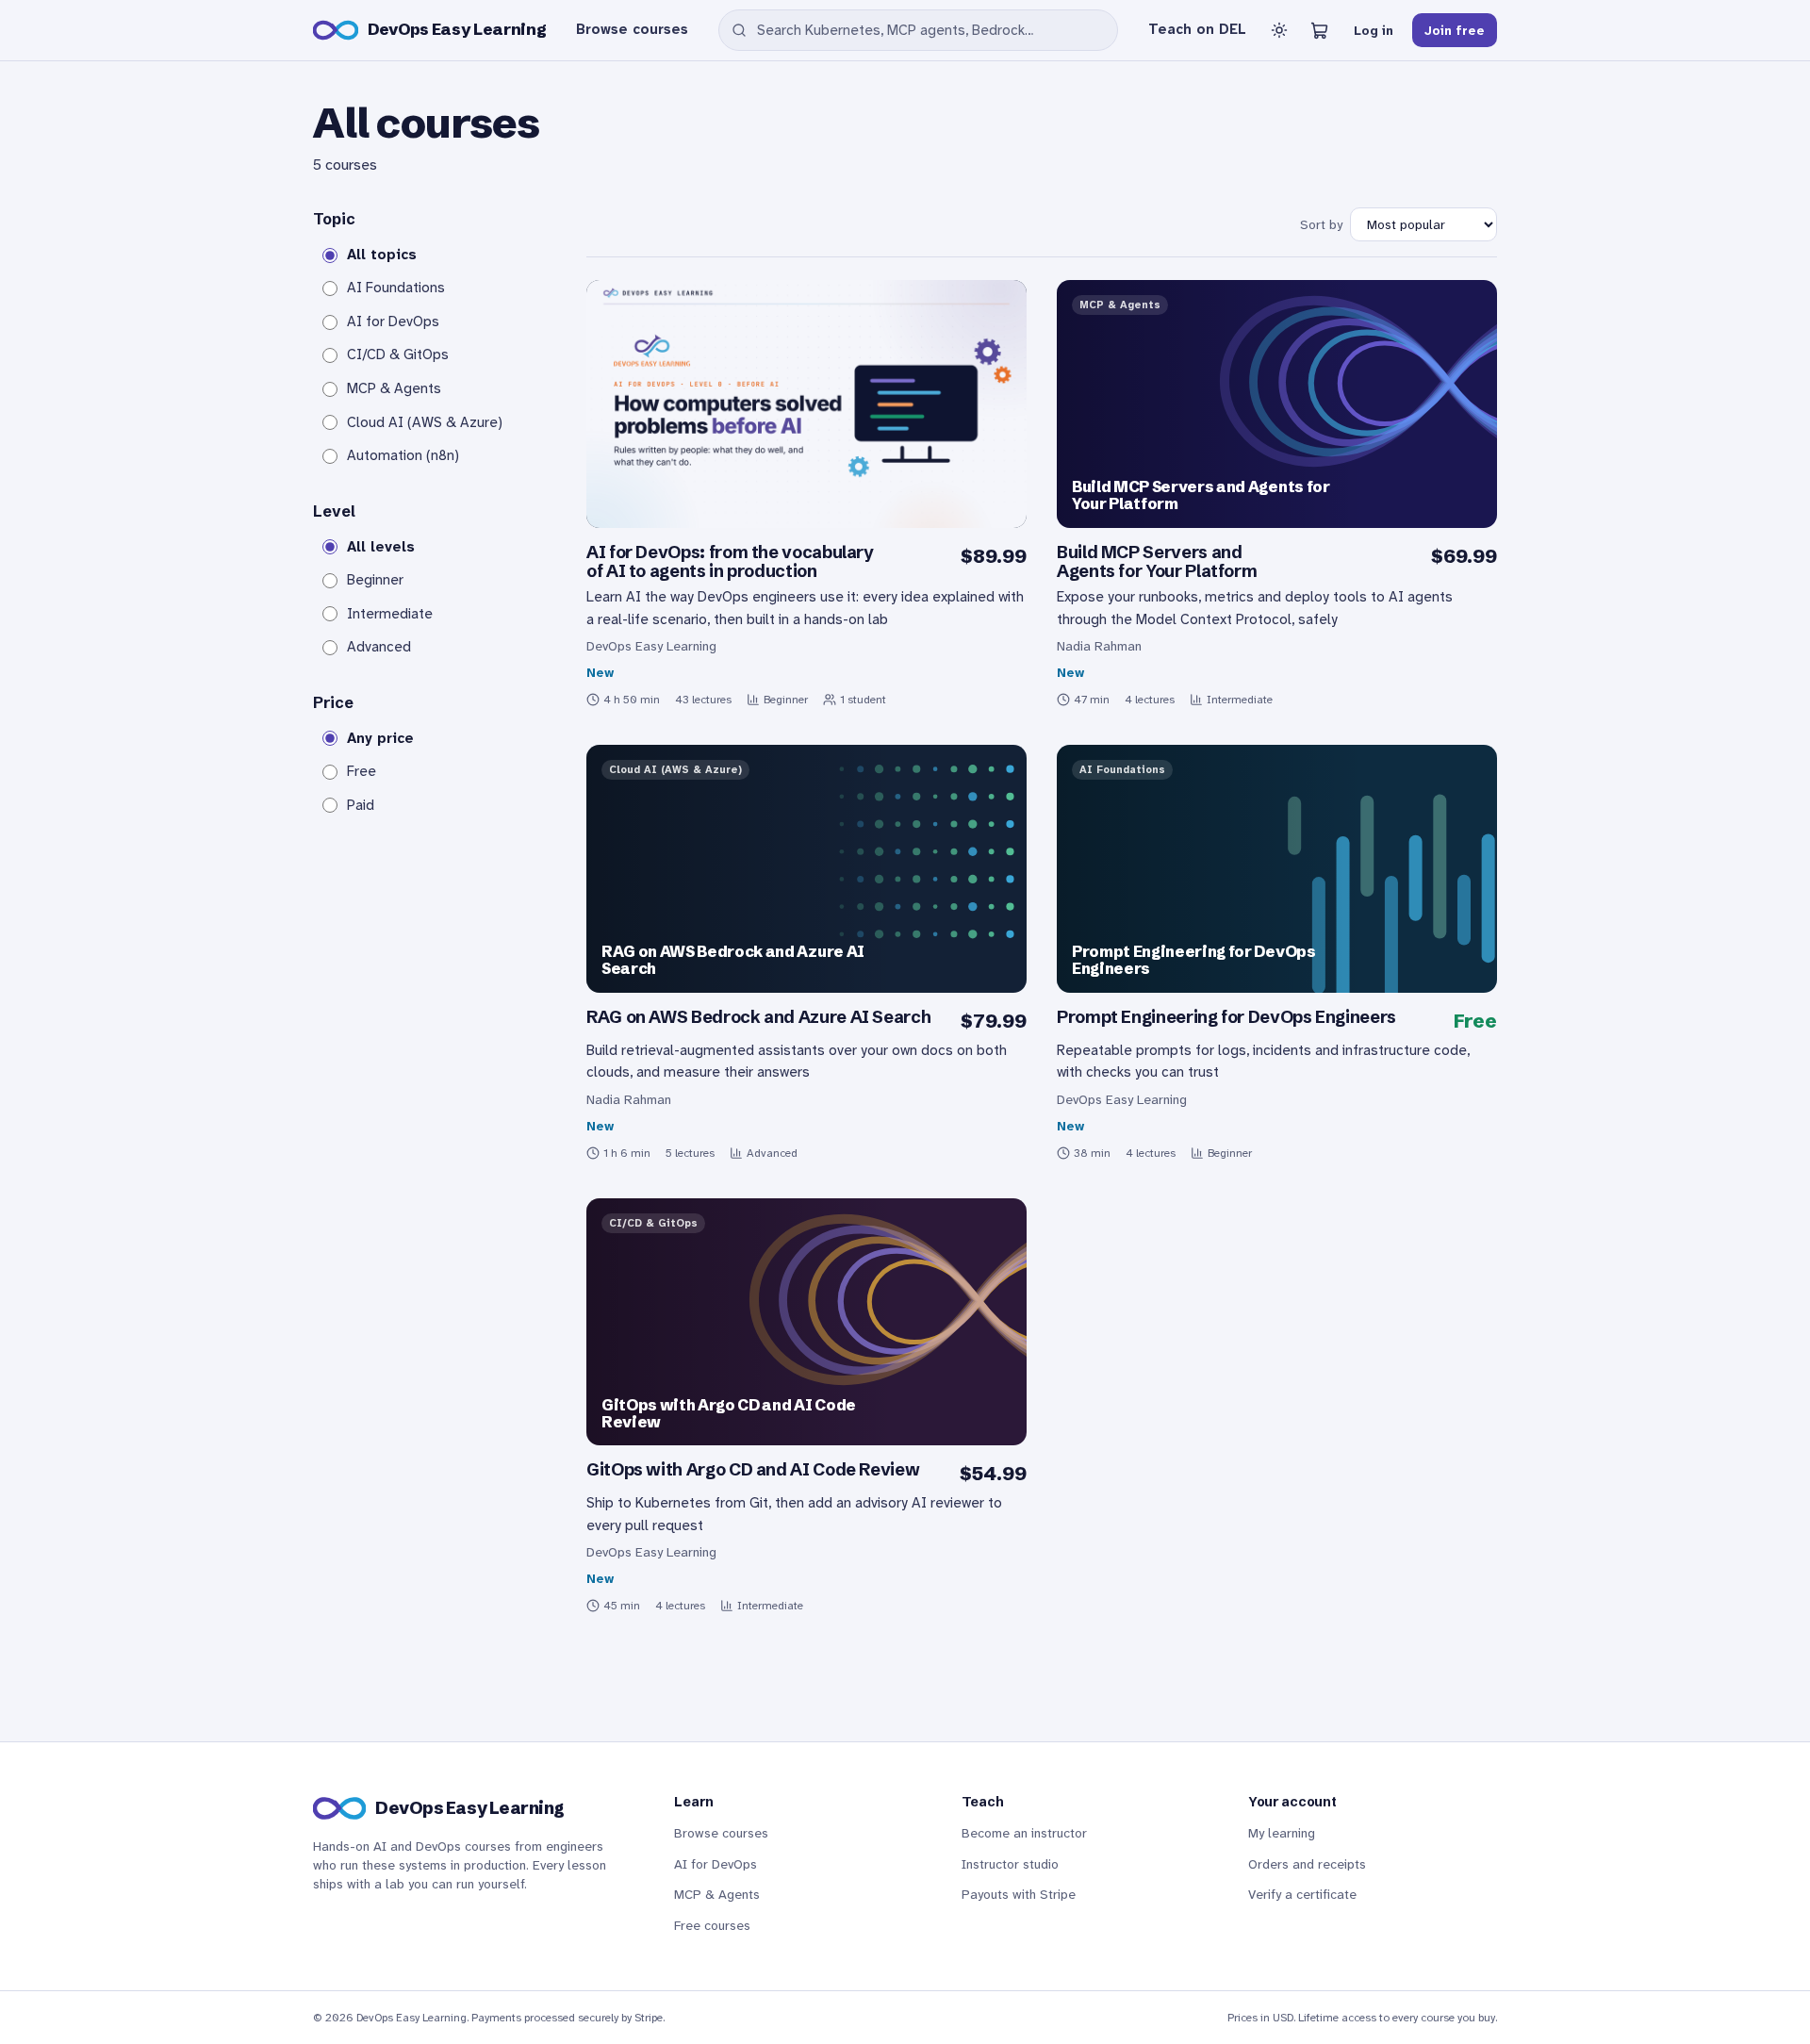 DevOps Easy Learning
Browse courses
Search Kubernetes, MCP agents, Bedrock...
Teach on DEL
Log in
Join free
All courses
5 courses
Topic
All topics
AI Foundations
AI for DevOps
CI/CD & GitOps
MCP & Agents
Cloud AI (AWS & Azure)
Automation (n8n)
Level
All levels
Beginner
Intermediate
Advanced
Price
Any price
Free
Paid
Sort by
Most popular
DEVOPS EASY LEARNING
DEVOPS EASY LEARNING
AI FOR DEVOPS · LEVEL 0 · BEFORE AI
How computers solved
problems before AI
Rules written by people: what they do well, and
what they can't do.
AI for DevOps: from the vocabulary
of AI to agents in production
$89.99
Learn AI the way DevOps engineers use it: every idea explained with
a real-life scenario, then built in a hands-on lab
DevOps Easy Learning
New
4 h 50 min
43 lectures
Beginner
1 student
MCP & Agents
Build MCP Servers and Agents for
Your Platform
Build MCP Servers and
Agents for Your Platform
$69.99
Expose your runbooks, metrics and deploy tools to AI agents
through the Model Context Protocol, safely
Nadia Rahman
New
47 min
4 lectures
Intermediate
Cloud AI (AWS & Azure)
RAG on AWS Bedrock and Azure AI
Search
RAG on AWS Bedrock and Azure AI Search
$79.99
Build retrieval-augmented assistants over your own docs on both
clouds, and measure their answers
Nadia Rahman
New
1 h 6 min
5 lectures
Advanced
AI Foundations
Prompt Engineering for DevOps
Engineers
Prompt Engineering for DevOps Engineers
Free
Repeatable prompts for logs, incidents and infrastructure code,
with checks you can trust
DevOps Easy Learning
New
38 min
4 lectures
Beginner
CI/CD & GitOps
GitOps with Argo CD and AI Code
Review
GitOps with Argo CD and AI Code Review
$54.99
Ship to Kubernetes from Git, then add an advisory AI reviewer to
every pull request
DevOps Easy Learning
New
45 min
4 lectures
Intermediate
DevOps Easy Learning
Hands-on AI and DevOps courses from engineers
who run these systems in production. Every lesson
ships with a lab you can run yourself.
Learn
Browse courses
AI for DevOps
MCP & Agents
Free courses
Teach
Become an instructor
Instructor studio
Payouts with Stripe
Your account
My learning
Orders and receipts
Verify a certificate
© 2026 DevOps Easy Learning. Payments processed securely by Stripe.
Prices in USD. Lifetime access to every course you buy.